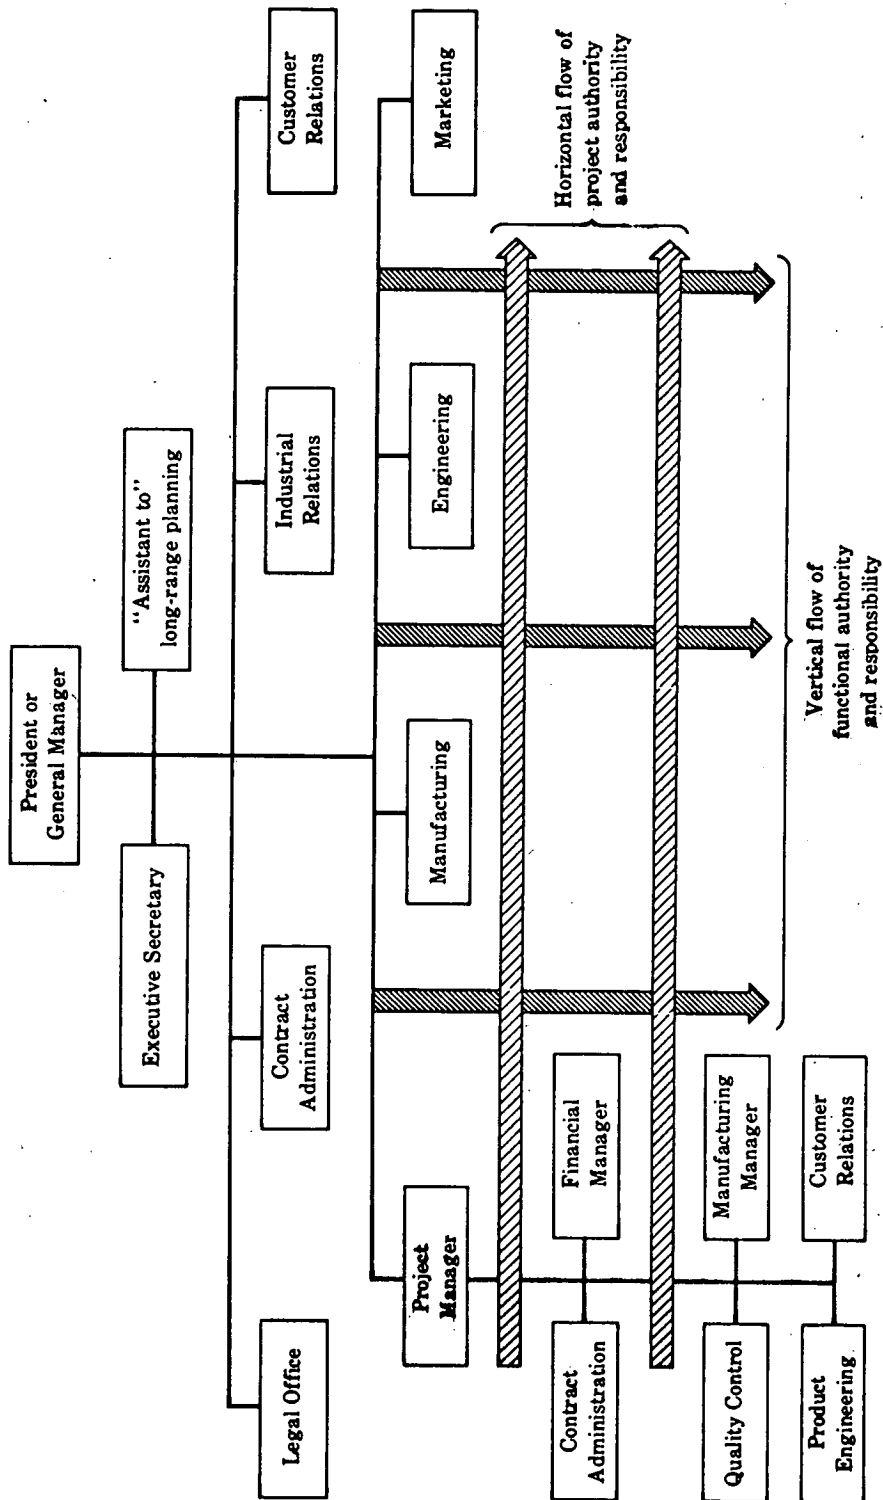 President or
General Manager
Executive Secretary
"Assistant to"
long-range planning
Legal Office
Contract
Administration
Industrial
Relations
Customer
Relations
Project
Manager
Manufacturing
Engineering
Marketing
Horizontal flow of
project authority
and responsibility
Contract
Administration
Financial
Manager
Quality Control
Manufacturing
Manager
Product
Engineering
Customer
Relations
Vertical flow of
functional authority
and responsibility